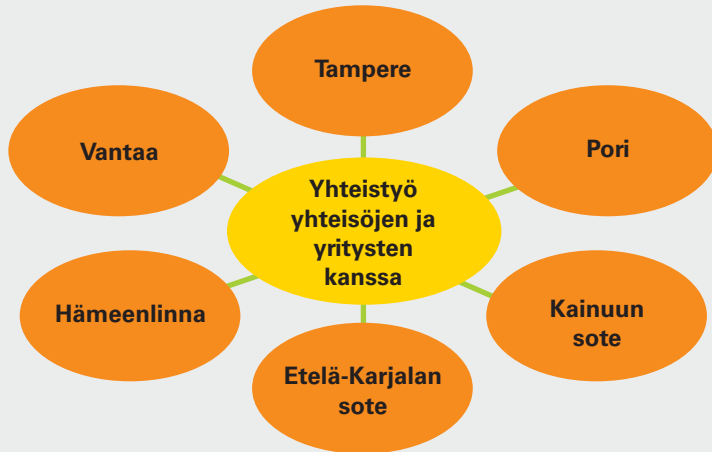 Tampere
Vantaa
Pori
Yhteistyö
yhteisöjen ja
yritysten
kanssa
Hämeenlinna
Kainuun
sote
Etelä-Karjalan
sote